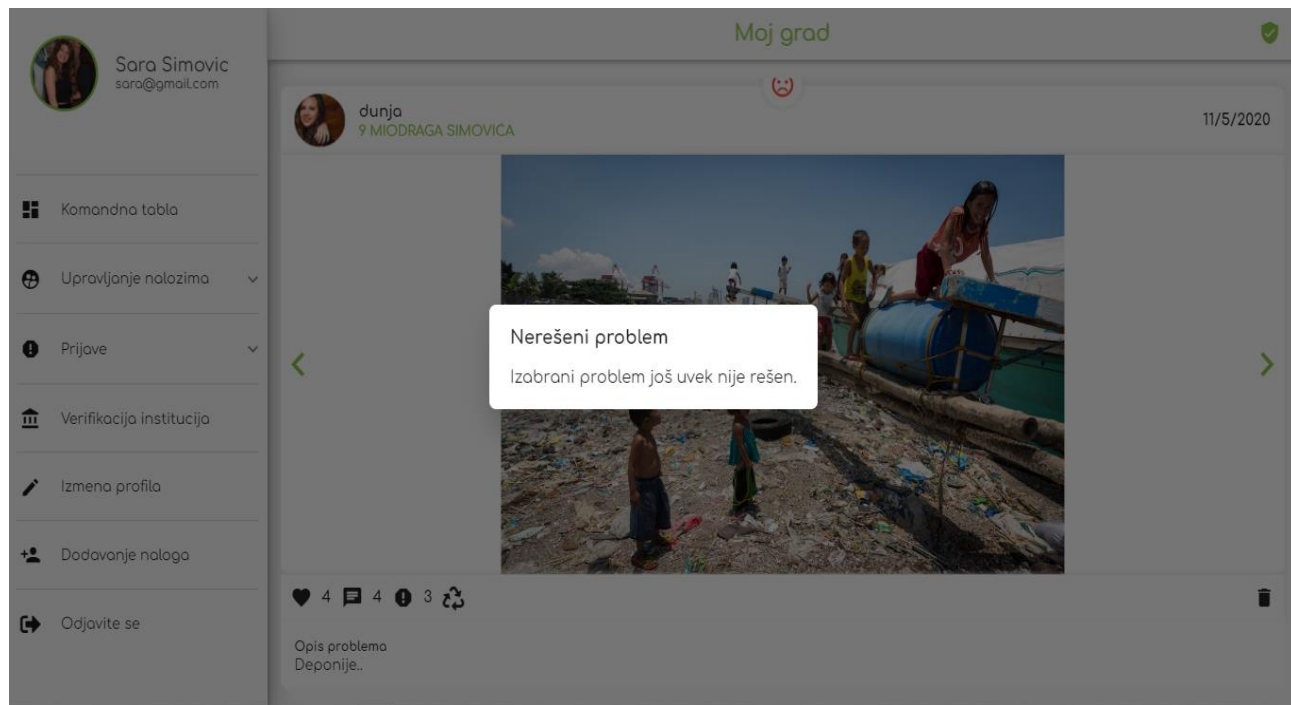 Sara Simovic
sara@gmail.com
Komandna tabla
Upravljanje nalozima
Prijave
Verifikacija institucija
Izmena profila
Dodavanje naloga
Odjavite se
Moj grad
dunja
9 MIODRAGA SIMOVICA
11/5/2020
Nerešeni problem
Izabrani problem još uvek nije rešen.
4 4 3
Opis problema
Deponije..